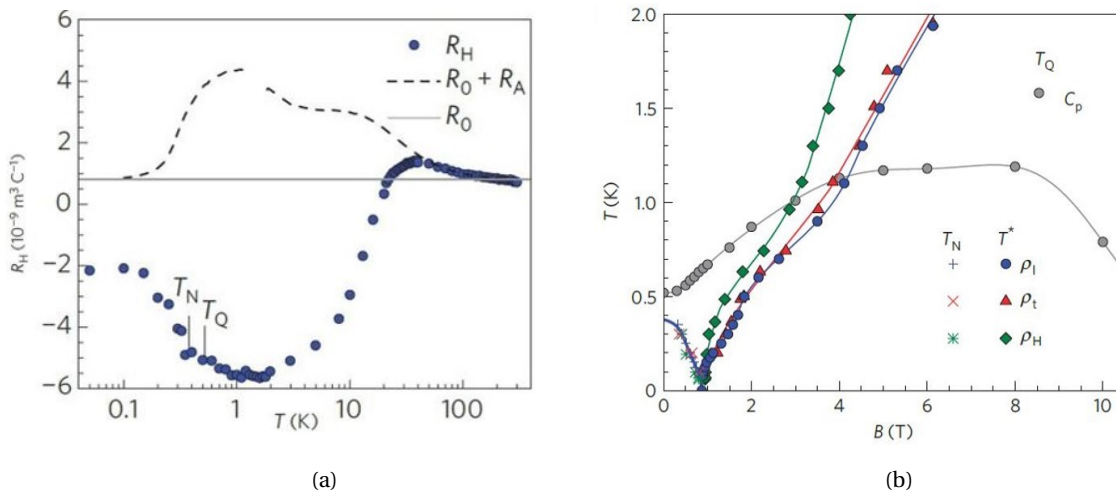 6
4
2
0
−2
−4
−6
R_H (10⁻⁹ m³ C⁻¹)
R_H
R_0 + R_A
R_0
T_N
T_Q
0.1
1
10
100
T (K)
(a)
2.0
1.5
1.0
0.5
0
T (K)
T_Q
C_p
T_N T*
ρ_l
ρ_t
ρ_H
0 2 4 6 8 10
B (T)
(b)